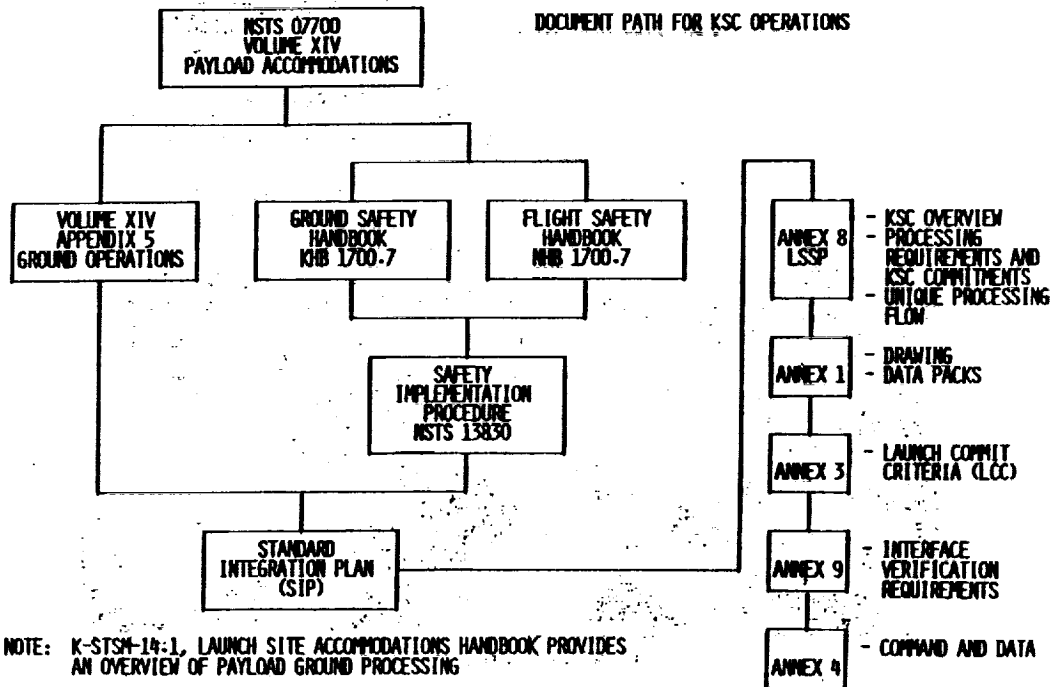 DOCUMENT PATH FOR KSC OPERATIONS
NSTS 07700
VOLUME XIV
PAYLOAD ACCOMMODATIONS
VOLUME XIV
APPENDIX 5
GROUND OPERATIONS
GROUND SAFETY
HANDBOOK
KHB 1700.7
FLIGHT SAFETY
HANDBOOK
NHB 1700.7
SAFETY
IMPLEMENTATION
PROCEDURE
NSTS 13830
STANDARD
INTEGRATION PLAN
(SIP)
ANNEX 8
LSSP
- KSC OVERVIEW
- PROCESSING
REQUIREMENTS AND
KSC COMMITMENTS
- UNIQUE PROCESSING
FLOW
ANNEX 1
- DRAWING
- DATA PACKS
ANNEX 3
- LAUNCH COMMIT
CRITERIA (LCC)
ANNEX 9
- INTERFACE
VERIFICATION
REQUIREMENTS
ANNEX 4
- COMMAND AND DATA
NOTE: K-STSM-14.1, LAUNCH SITE ACCOMMODATIONS HANDBOOK PROVIDES
AN OVERVIEW OF PAYLOAD GROUND PROCESSING